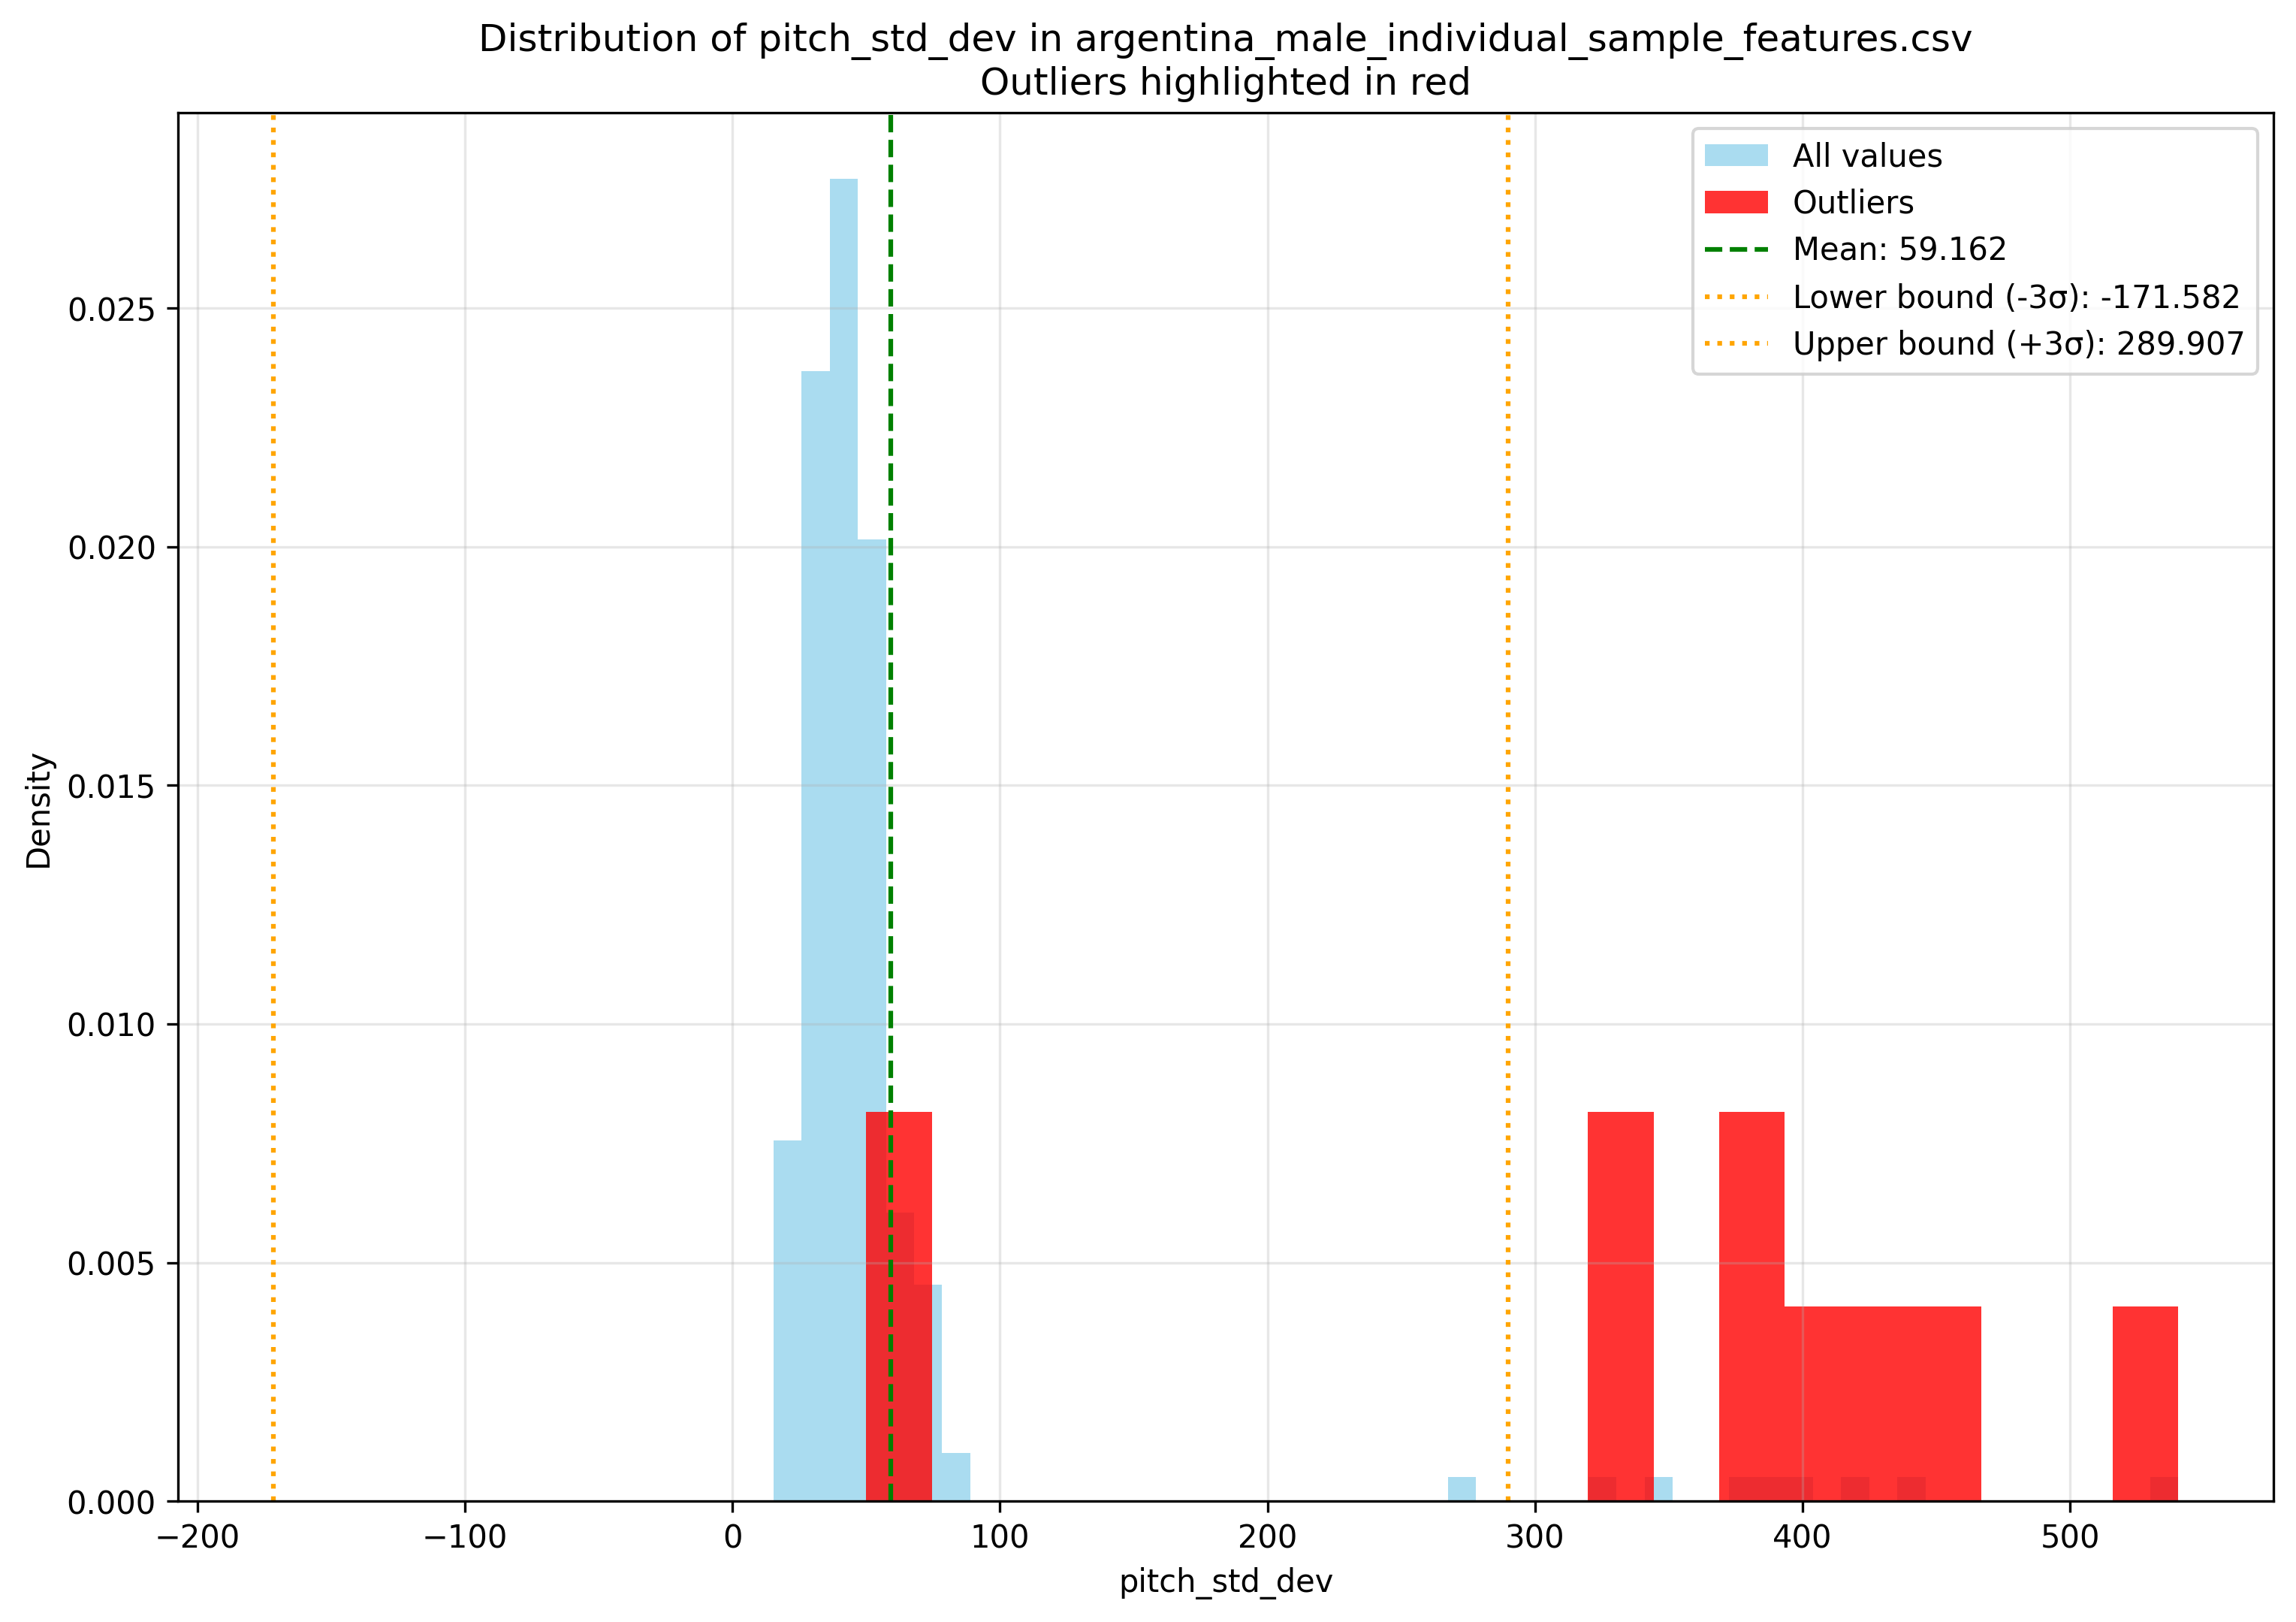 Distribution of pitch_std_dev in argentina_male_individual_sample_features.csv
Outliers highlighted in red
All values
Outliers
Mean: 59.162
Lower bound (-3σ): -171.582
Upper bound (+3σ): 289.907
Density
0.025
0.020
0.015
0.010
0.005
0.000
−200
−100
0
100
200
300
400
500
pitch_std_dev